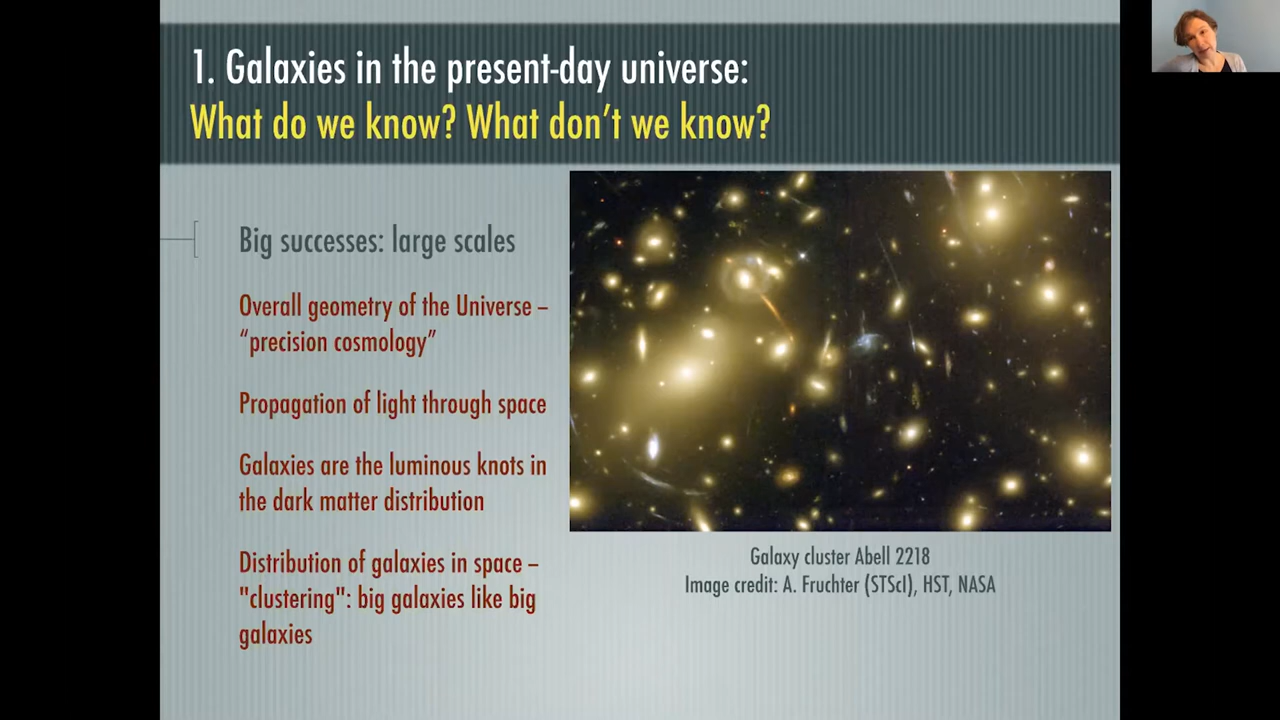 1. Galaxies in the present-day universe:
What do we know? What don’t we know?
Big successes: large scales
Overall geometry of the Universe –
“precision cosmology”
Propagation of light through space
Galaxies are the luminous knots in
the dark matter distribution
Distribution of galaxies in space –
"clustering": big galaxies like big
galaxies
Galaxy cluster Abell 2218
Image credit: A. Fruchter (STScI), HST, NASA